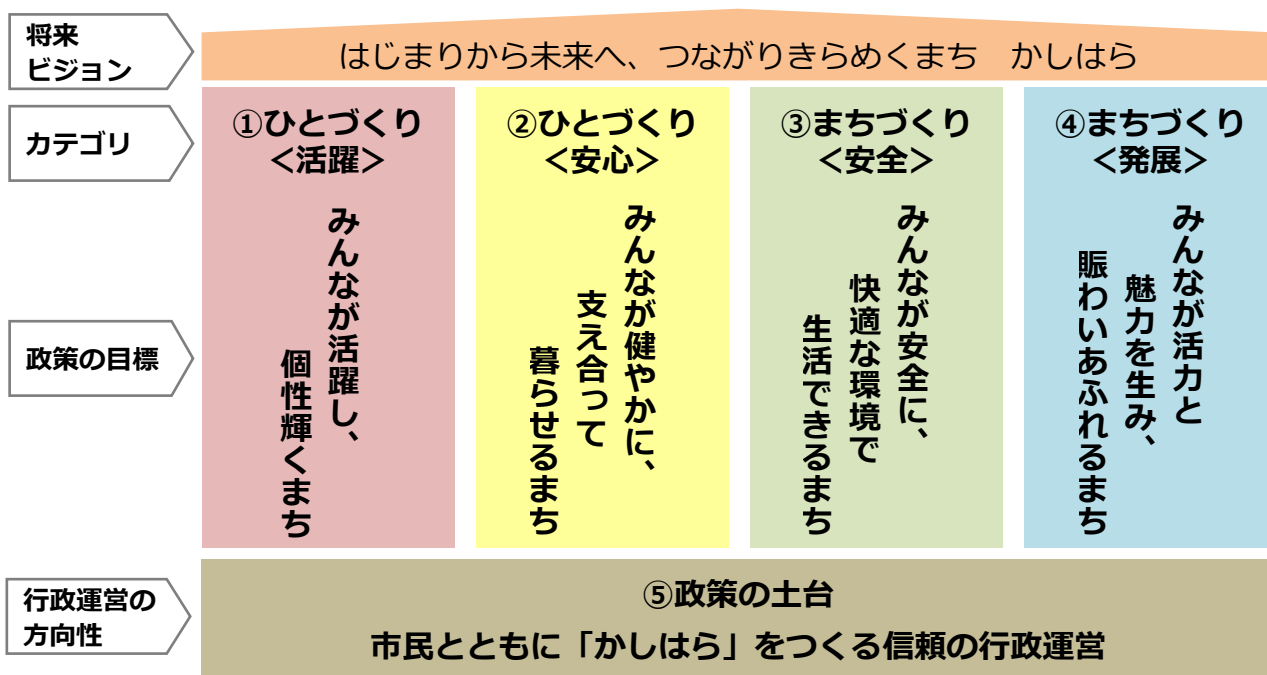 将来
ビジョン
はじまりから未来へ、つながりきらめくまち　かしはら
カテゴリ
①ひとづくり
＜活躍＞
②ひとづくり
＜安心＞
③まちづくり
＜安全＞
④まちづくり
＜発展＞
政策の目標
みんなが活躍し、
個性輝くまち
みんなが健やかに、
支え合って
暮らせるまち
みんなが安全に、
快適な環境で
生活できるまち
みんなが活力と
魅力を生み、
賑わいあふれるまち
行政運営の
方向性
⑤政策の土台
市民とともに「かしはら」をつくる信頼の行政運営